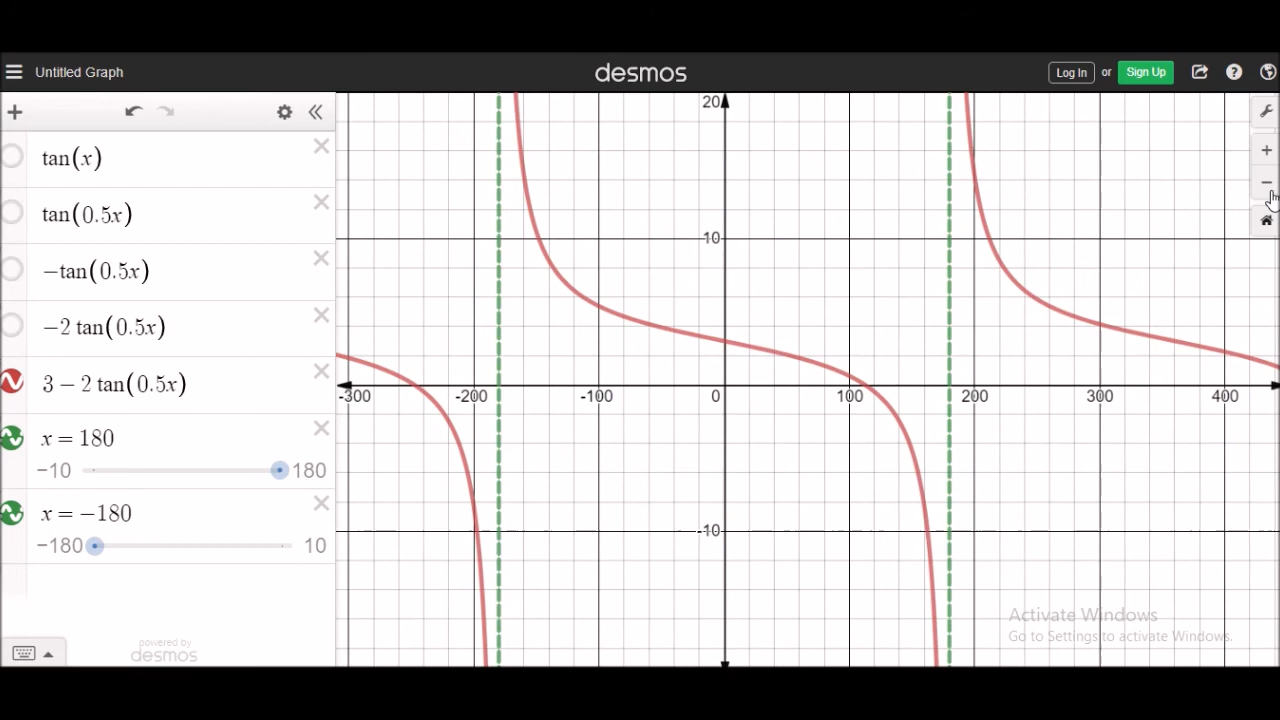 Untitled Graph
desmos
Log In or Sign Up
tan(x)
tan(0.5x)
−tan(0.5x)
−2 tan(0.5x)
3 − 2 tan(0.5x)
x = 180
−10 180
x = −180
−180 10
powered by
desmos
20
10
-300 -200 -100 0 100 200 300 400
-10
Activate Windows
Go to Settings to activate Windows.